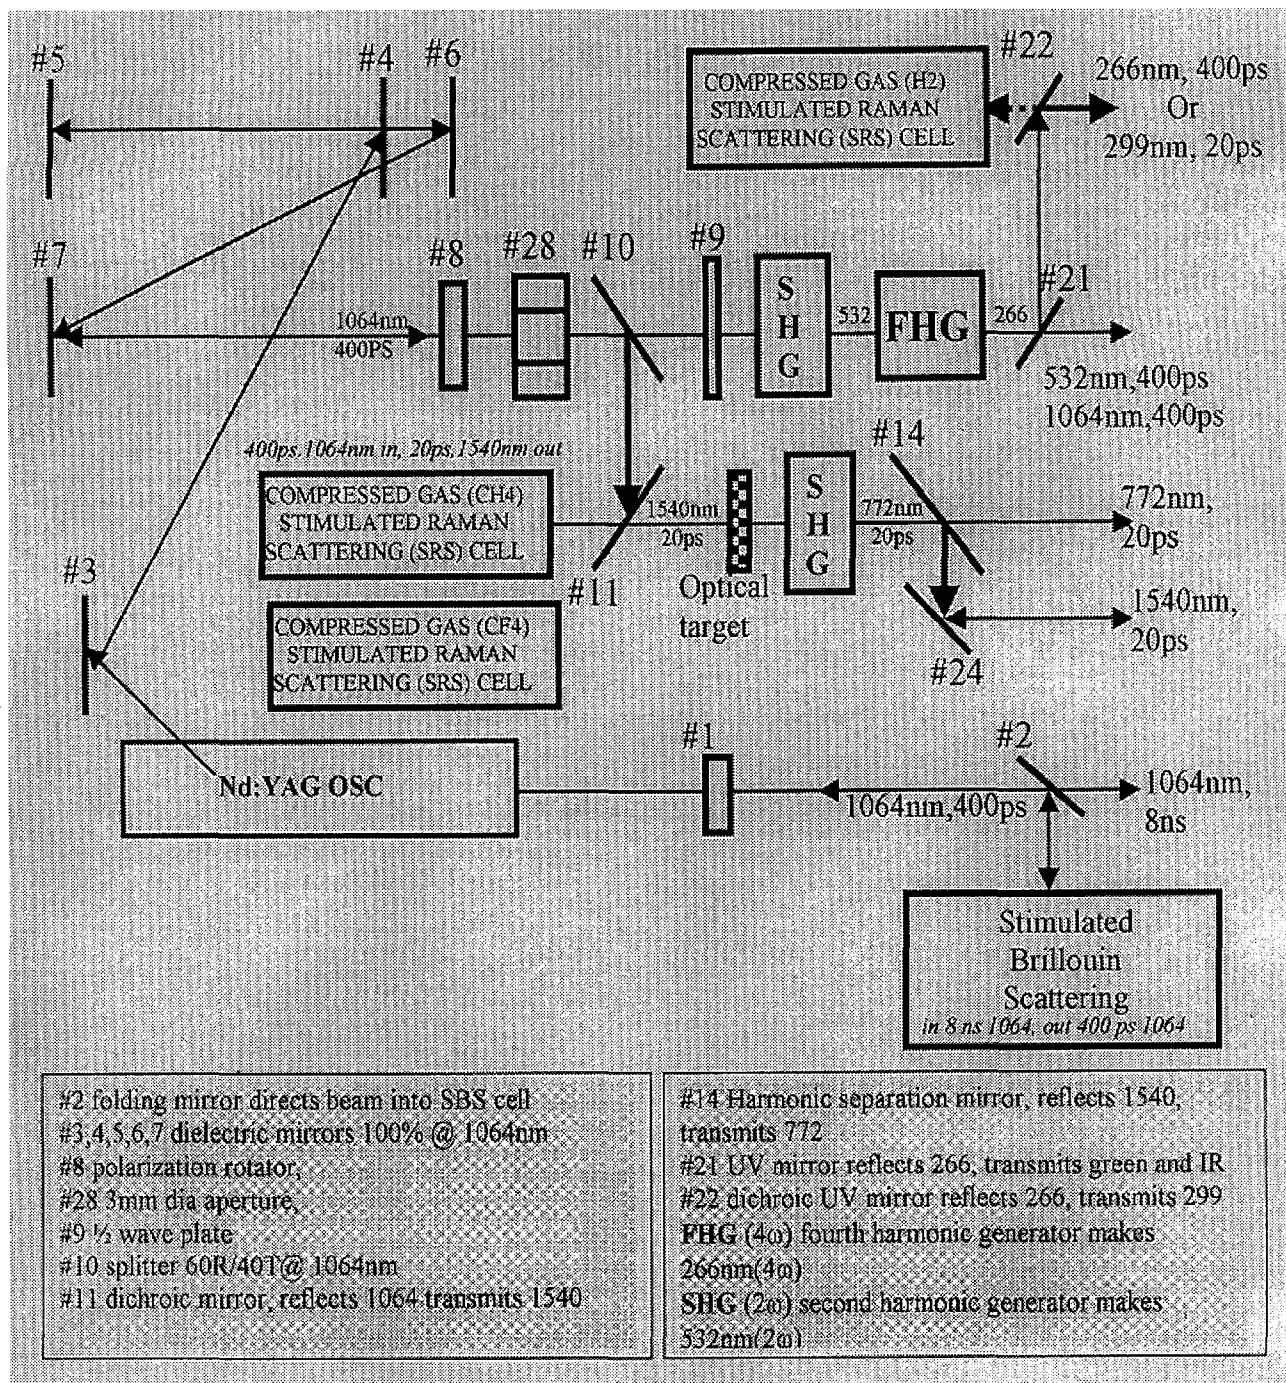 #5
#4
#6
#22
COMPRESSED GAS (H2)
STIMULATED RAMAN
SCATTERING (SRS) CELL
266nm, 400ps
Or
299nm, 20ps
#7
#8
#28
#10
#9
#21
1064nm
400PS
S
H
G
532
FHG
266
532nm,400ps
1064nm,400ps
400ps,1064nm in, 20ps,1540nm out
COMPRESSED GAS (CH4)
STIMULATED RAMAN
SCATTERING (SRS) CELL
#11
1540nm
20ps
Optical
target
S
H
G
772nm
20ps
#14
772nm,
20ps
1540nm,
20ps
#24
#3
COMPRESSED GAS (CF4)
STIMULATED RAMAN
SCATTERING (SRS) CELL
Nd:YAG OSC
#1
#2
1064nm,400ps
1064nm,
8ns
Stimulated
Brillouin
Scattering
in 8 ns 1064, out 400 ps 1064
#2 folding mirror directs beam into SBS cell
#3,4,5,6,7 dielectric mirrors 100% @ 1064nm
#8 polarization rotator,
#28 3mm dia aperture,
#9 ½ wave plate
#10 splitter 60R/40T@ 1064nm
#11 dichroic mirror, reflects 1064 transmits 1540
#14 Harmonic separation mirror, reflects 1540,
transmits 772
#21 UV mirror reflects 266, transmits green and IR
#22 dichroic UV mirror reflects 266, transmits 299
FHG (4ω) fourth harmonic generator makes
266nm(4ω)
SHG (2ω) second harmonic generator makes
532nm(2ω)